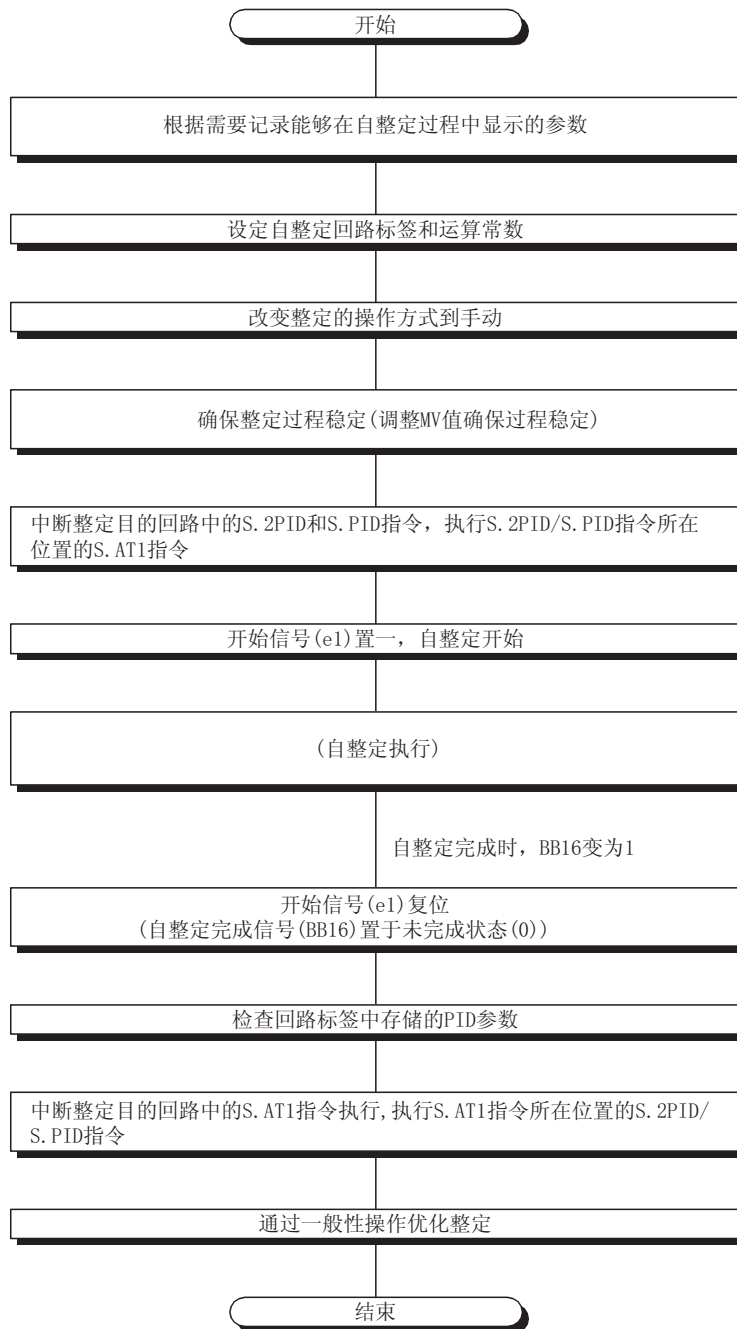 开始
根据需要记录能够在自整定过程中显示的参数
设定自整定回路标签和运算常数
改变整定的操作方式到手动
确保整定过程稳定(调整MV值确保过程稳定)
中断整定目的回路中的S.2PID和S.PID指令，执行S.2PID/S.PID指令所在
位置的S.AT1指令
开始信号(e1)置一，自整定开始
(自整定执行)
自整定完成时，BB16变为1
开始信号(e1)复位
(自整定完成信号(BB16)置于未完成状态(0))
检查回路标签中存储的PID参数
中断整定目的回路中的S.AT1指令执行,执行S.AT1指令所在位置的S.2PID/
S.PID指令
通过一般性操作优化整定
结束